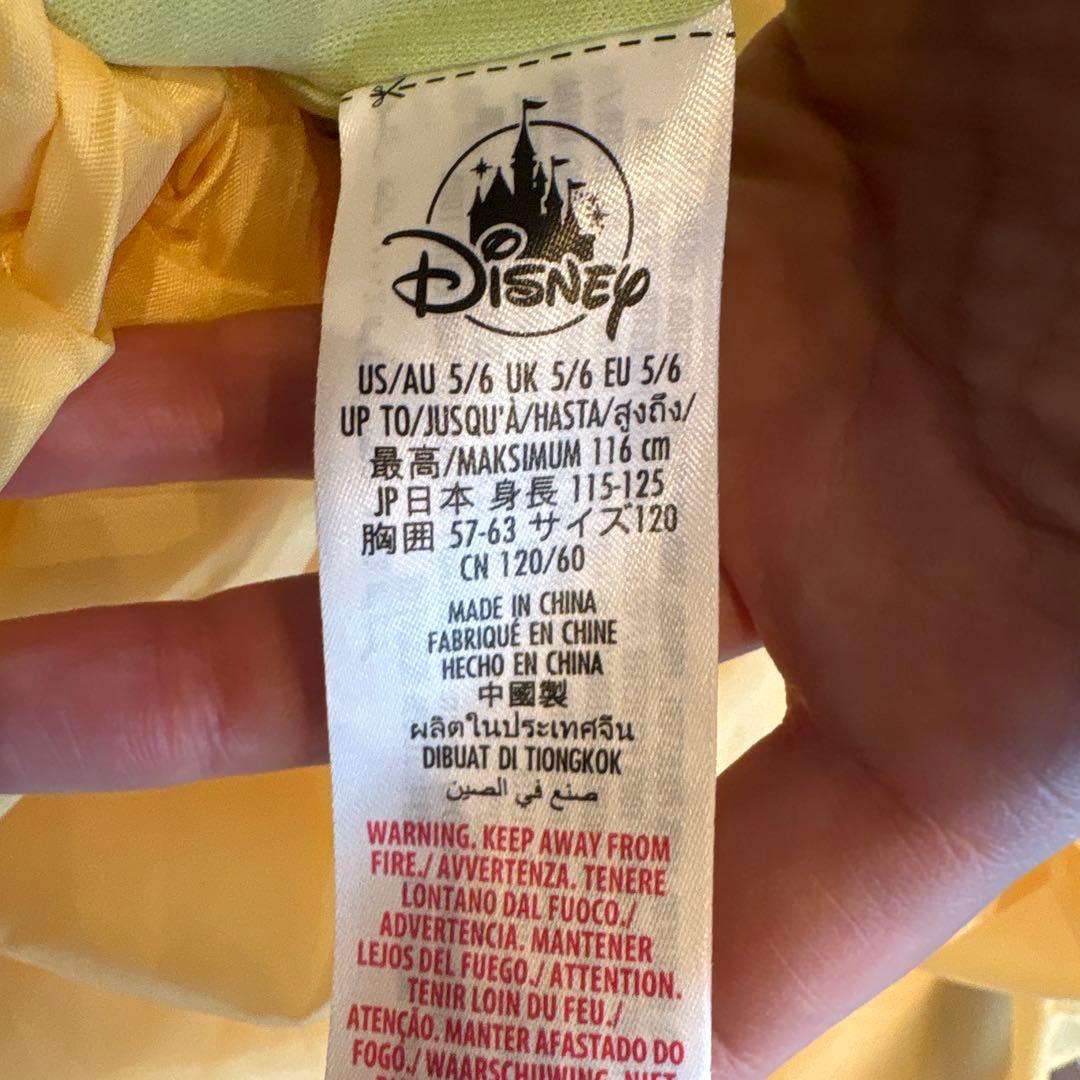 Disney
US/AU 5/6 UK 5/6 EU 5/6
UP TO/JUSQU'À/HASTA/สูงถึง/
最高/MAKSIMUM 116 cm
JP日本 身長 115-125
胸囲 57-63 サイズ120
CN 120/60
MADE IN CHINA
FABRIQUÉ EN CHINE
HECHO EN CHINA
中國製
ผลิตในประเทศจีน
DIBUAT DI TIONGKOK
صنع في الصين
WARNING. KEEP AWAY FROM
FIRE./ AVVERTENZA. TENERE
LONTANO DAL FUOCO./
ADVERTENCIA. MANTENER
LEJOS DEL FUEGO./ ATTENTION.
TENIR LOIN DU FEU./
ATENÇÃO. MANTER AFASTADO DO
FOGO./ WAARSCHUWING. NIET